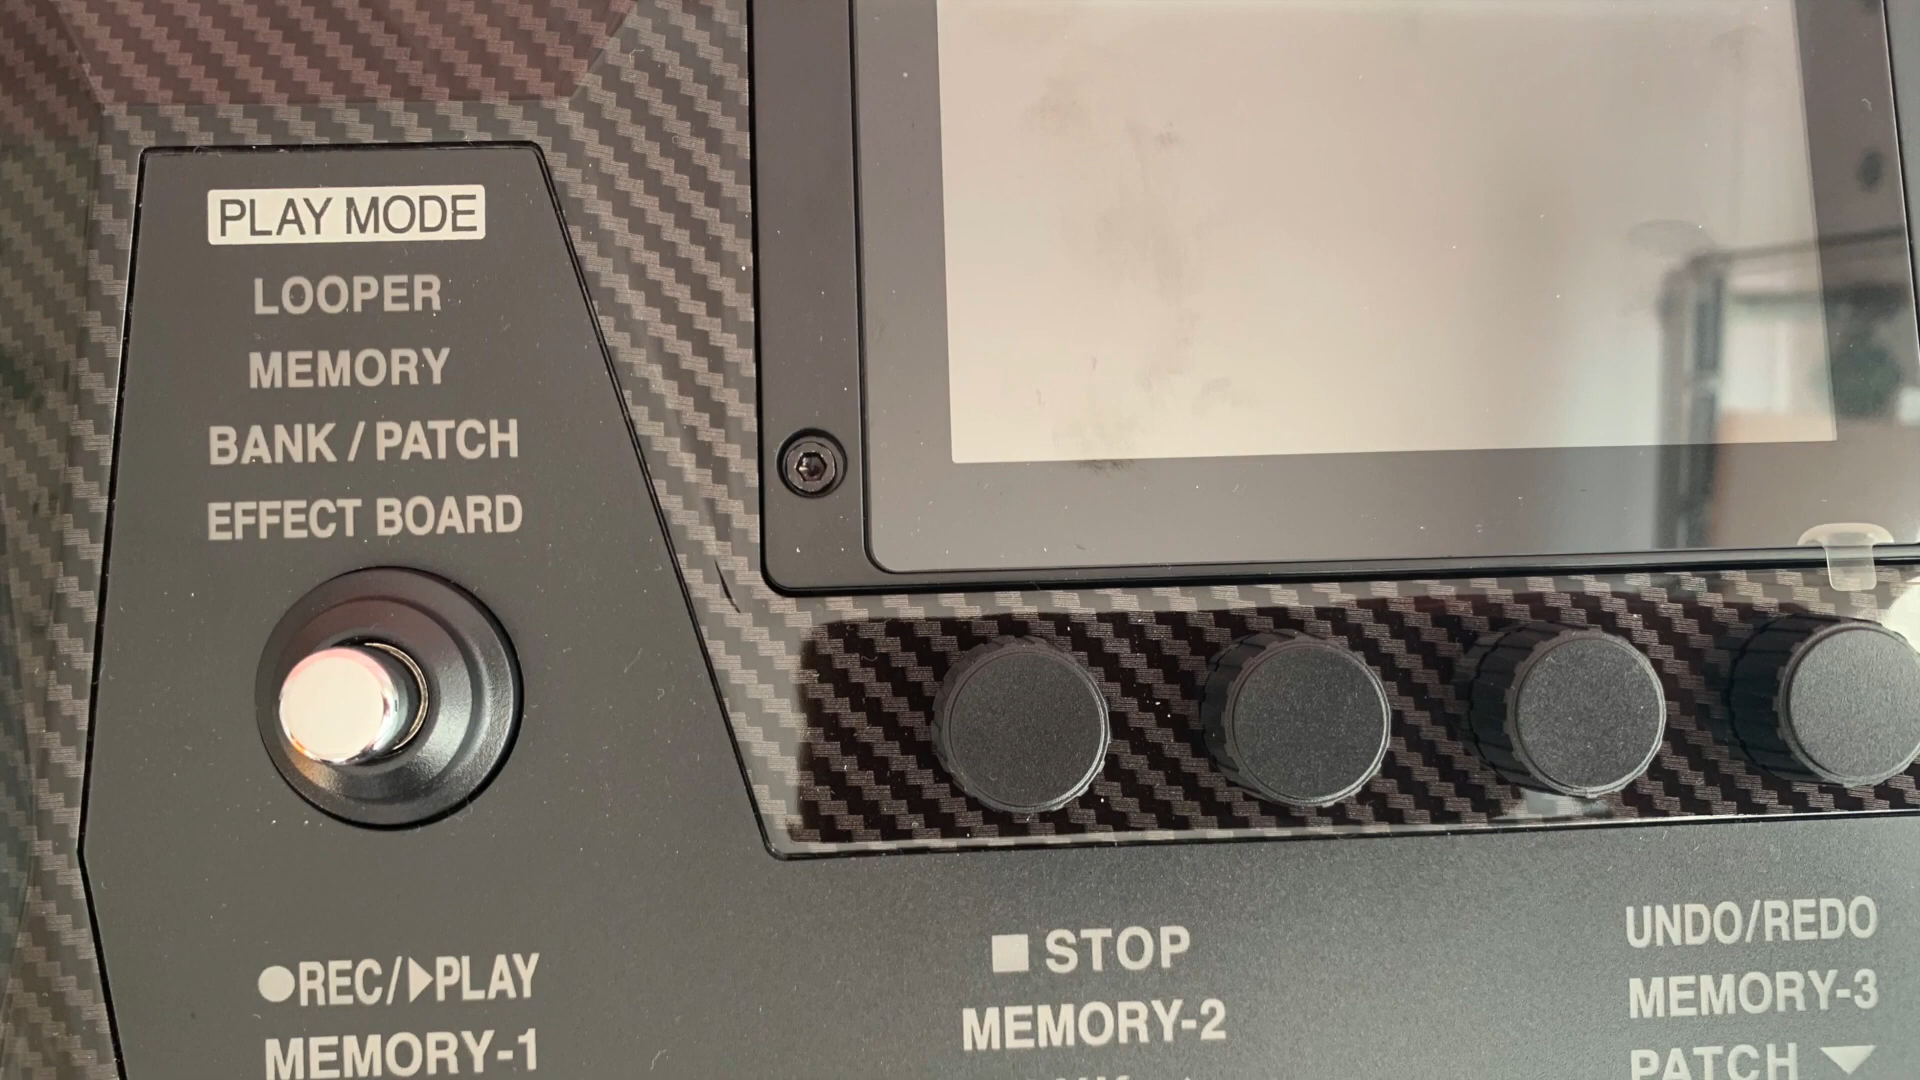 PLAY MODE
LOOPER
MEMORY
BANK / PATCH
EFFECT BOARD
●REC/▶PLAY
MEMORY-1
■ STOP
MEMORY-2
UNDO/REDO
MEMORY-3
PATCH ▼